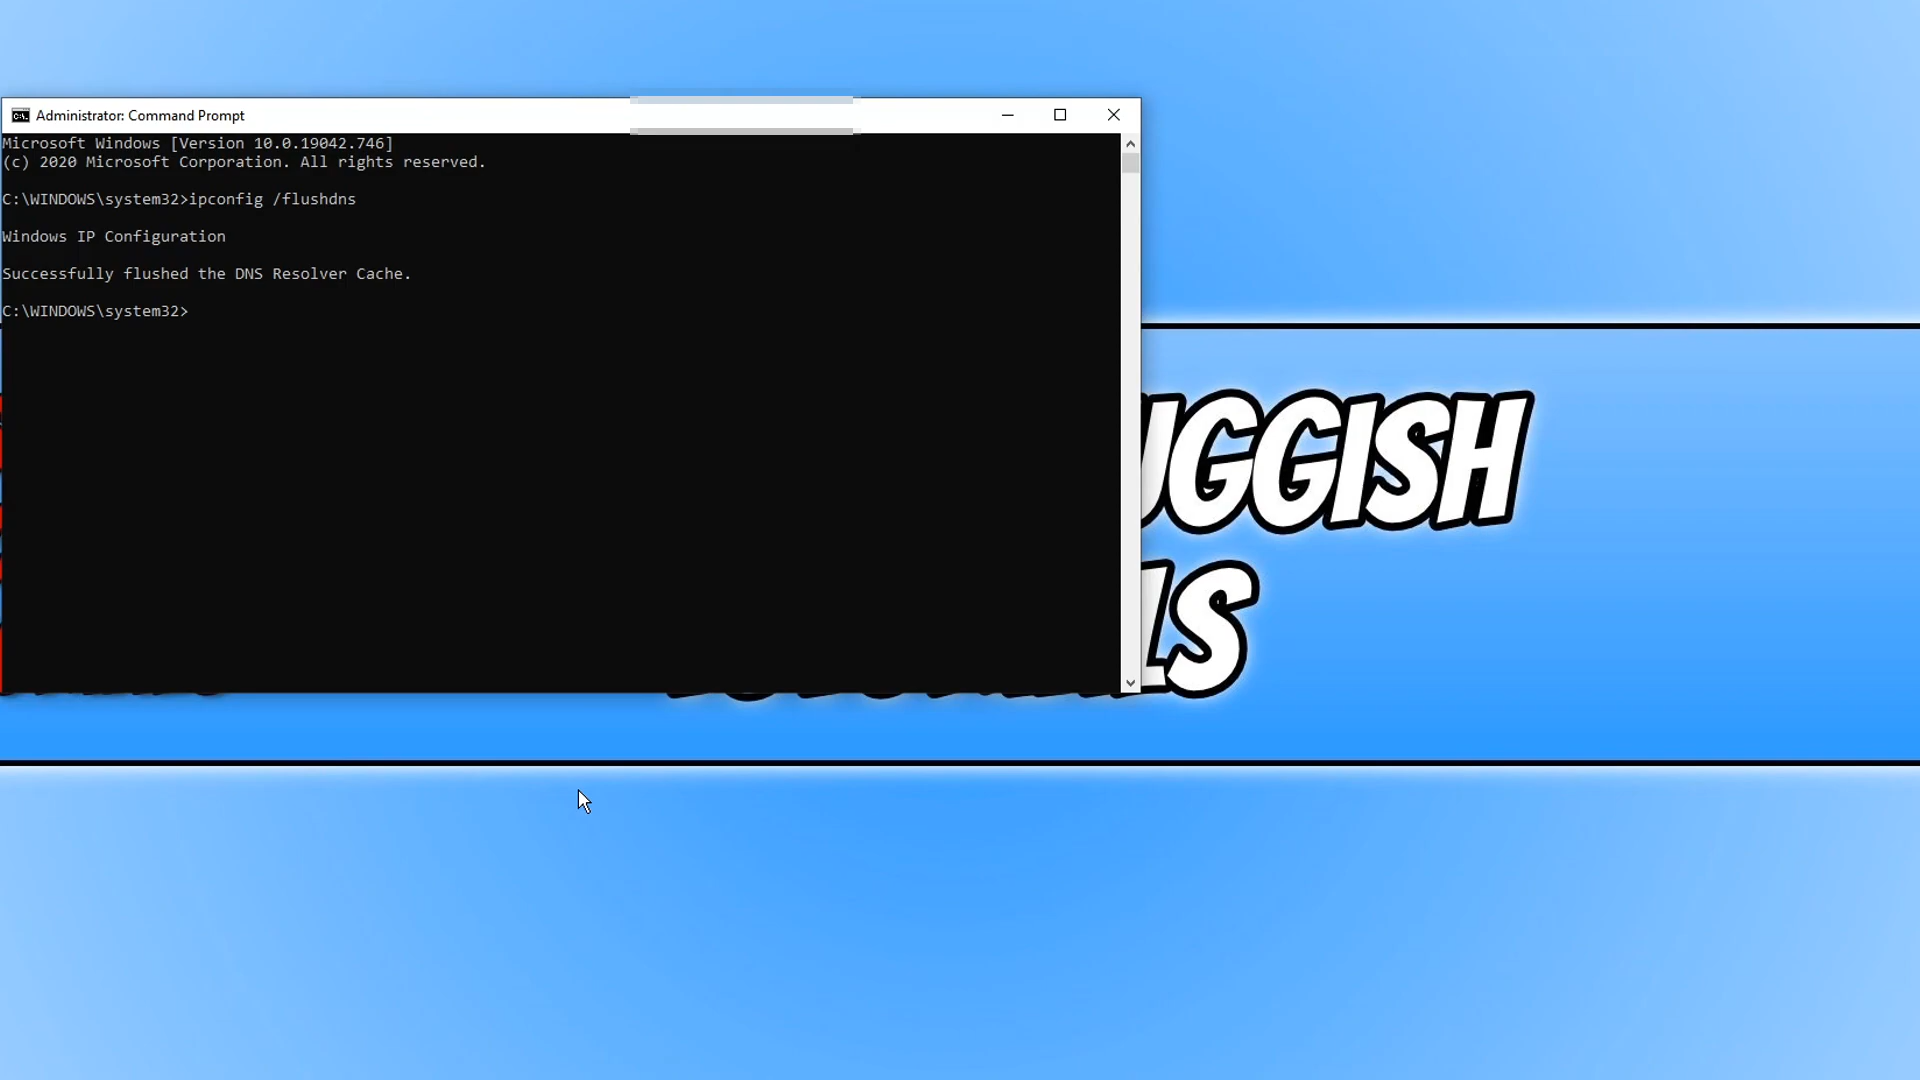 Administrator: Command Prompt
Microsoft Windows [Version 10.0.19042.746]
(c) 2020 Microsoft Corporation. All rights reserved.
C:\WINDOWS\system32>ipconfig /flushdns
Windows IP Configuration
Successfully flushed the DNS Resolver Cache.
C:\WINDOWS\system32>
UGGISH
LS